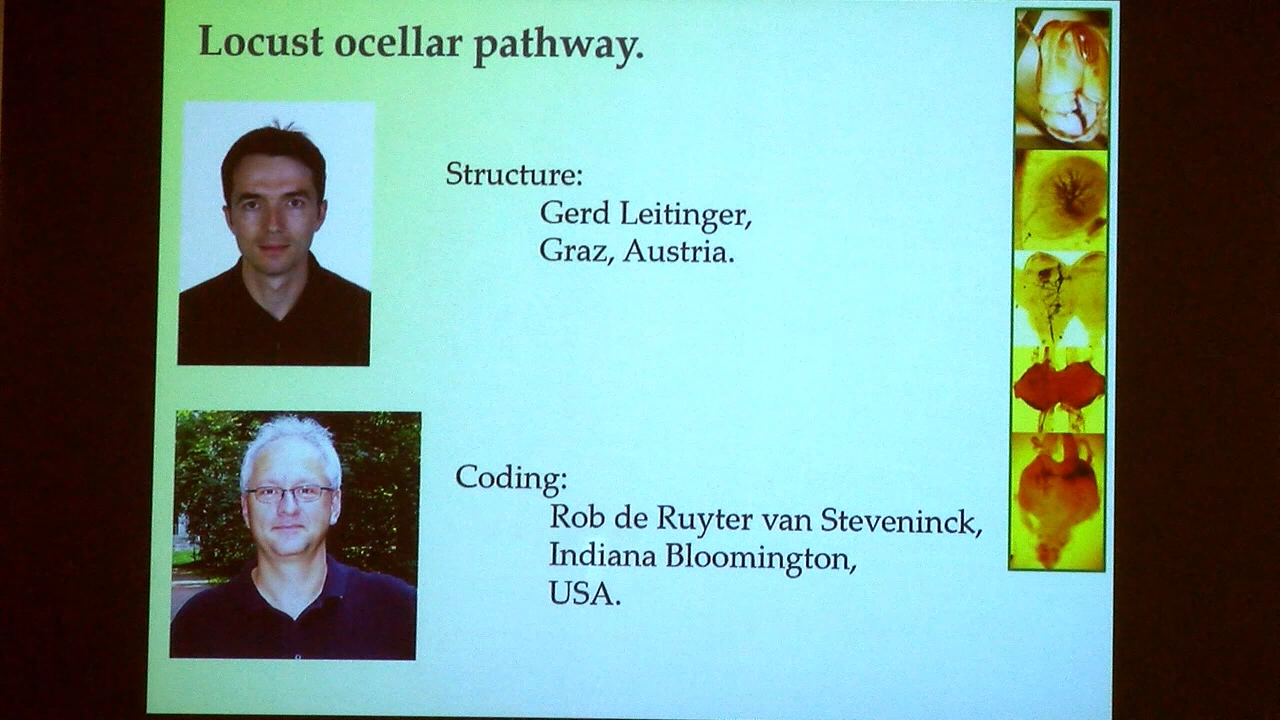 Locust ocellar pathway.
Structure:
Gerd Leitinger,
Graz, Austria.
Coding:
Rob de Ruyter van Steveninck,
Indiana Bloomington,
USA.